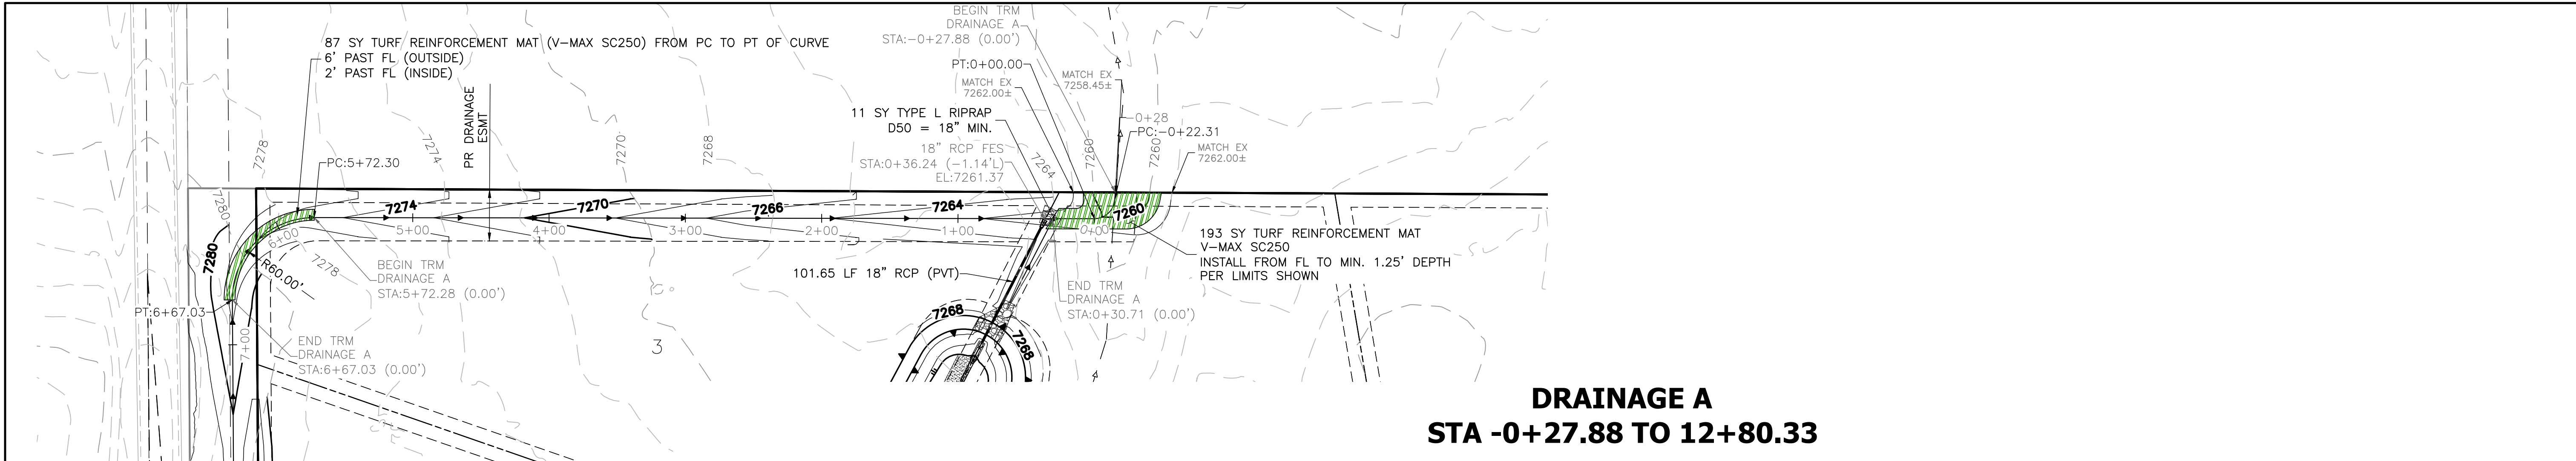 87 SY TURF REINFORCEMENT MAT (V-MAX SC250) FROM PC TO PT OF CURVE
6' PAST FL (OUTSIDE)
2' PAST FL (INSIDE)
PR DRAINAGE
ESMT
BEGIN TRM
DRAINAGE A
STA:-0+27.88 (0.00')
PT:0+00.00
MATCH EX
7262.00±
MATCH EX
7258.45±
11 SY TYPE L RIPRAP
D50 = 18" MIN.
18" RCP FES
STA:0+36.24 (-1.14'L)
EL:7261.37
-0+28
PC:-0+22.31
MATCH EX
7262.00±
7278
7274
7270
7268
7264
7260
7260
PC:5+72.30
7280
7274
7270
7266
7264
7260
6+00
5+00
4+00
3+00
2+00
1+00
0+00
7280
R60.00'
7278
BEGIN TRM
DRAINAGE A
STA:5+72.28 (0.00')
PT:6+67.03
7+00
END TRM
DRAINAGE A
STA:6+67.03 (0.00')
3
101.65 LF 18" RCP (PVT)
7268
7268
END TRM
DRAINAGE A
STA:0+30.71 (0.00')
193 SY TURF REINFORCEMENT MAT
V-MAX SC250
INSTALL FROM FL TO MIN. 1.25' DEPTH
PER LIMITS SHOWN
DRAINAGE A
STA -0+27.88 TO 12+80.33